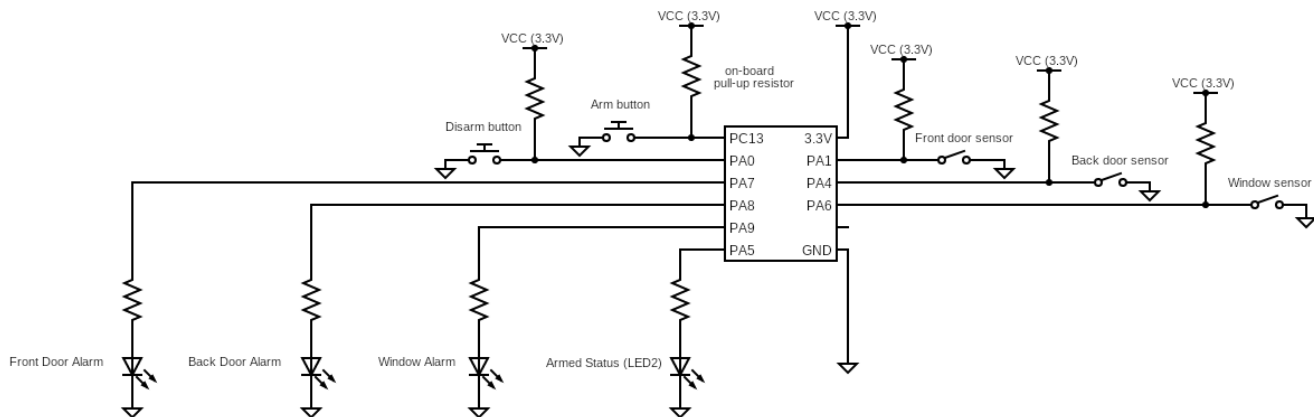 VCC (3.3V)
VCC (3.3V)
VCC (3.3V)
VCC (3.3V)
VCC (3.3V)
VCC (3.3V)
on-board
pull-up resistor
Arm button
Disarm button
PC13
3.3V
Front door sensor
PA0
PA1
Back door sensor
PA7
PA4
Window sensor
PA8
PA6
PA9
PA5
GND
Front Door Alarm
Back Door Alarm
Window Alarm
Armed Status (LED2)